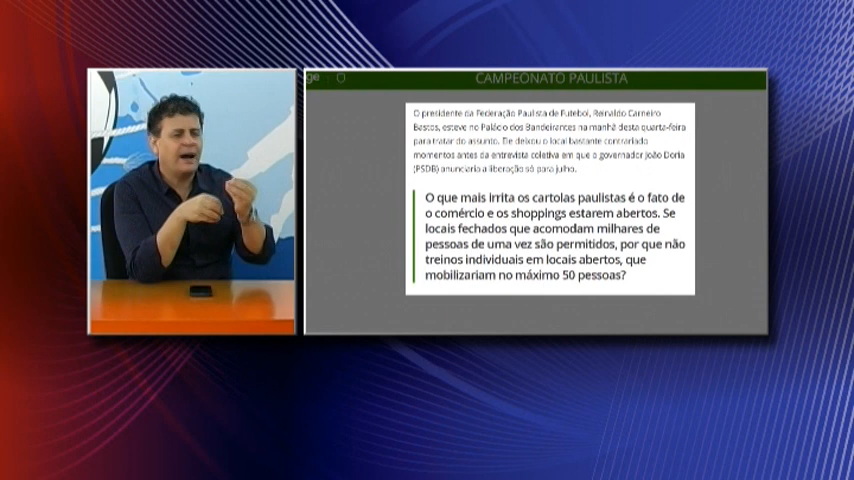 ge
CAMPEONATO PAULISTA
O presidente da Federação Paulista de Futebol, Reinaldo Carneiro
Bastos, esteve no Palácio dos Bandeirantes na manhã desta quarta-feira
para tratar do assunto. Ele deixou o local bastante contrariado
momentos antes da entrevista coletiva em que o governador João Doria
(PSDB) anunciaria a liberação só para julho.
O que mais irrita os cartolas paulistas é o fato de
o comércio e os shoppings estarem abertos. Se
locais fechados que acomodam milhares de
pessoas de uma vez são permitidos, por que não
treinos individuais em locais abertos, que
mobilizariam no máximo 50 pessoas?